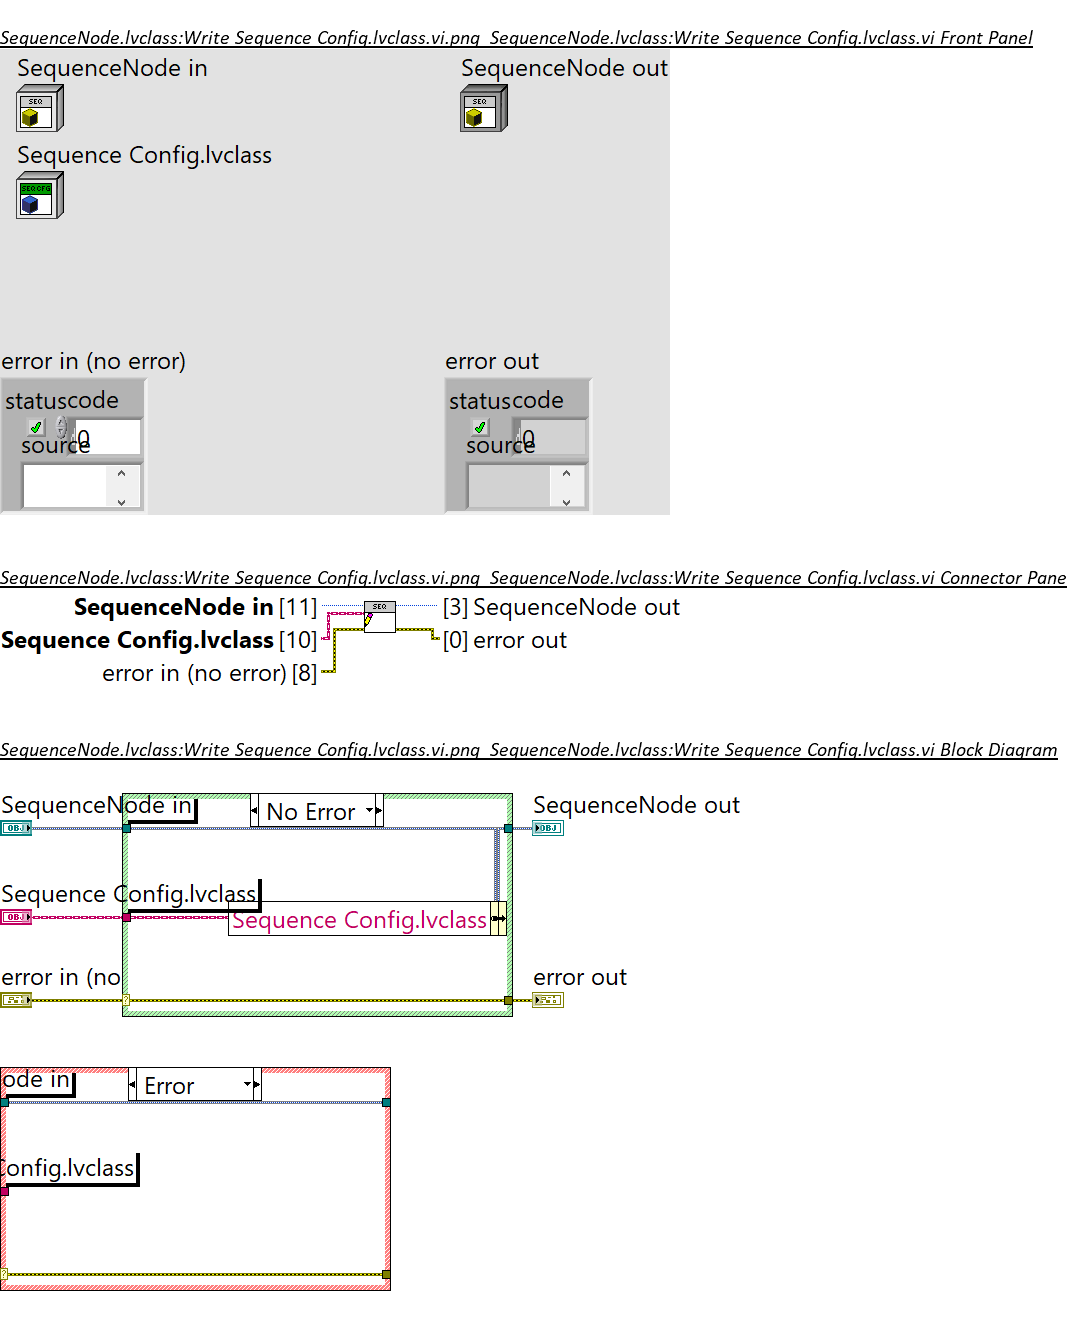 SequenceNode.lvclass:Write Sequence Config.lvclass.vi.png SequenceNode.lvclass:Write Sequence Config.lvclass.vi Front Panel
SequenceNode in
SequenceNode out
SEQ
SEQ
Sequence Config.lvclass
SEQ CFG
error in (no error)
error out
status code
status code
0
0
source
source
SequenceNode.lvclass:Write Sequence Config.lvclass.vi.png SequenceNode.lvclass:Write Sequence Config.lvclass.vi Connector Pane
SequenceNode in [11]
SEQ
[3] SequenceNode out
Sequence Config.lvclass [10]
[0] error out
error in (no error) [8]
SequenceNode.lvclass:Write Sequence Config.lvclass.vi.png SequenceNode.lvclass:Write Sequence Config.lvclass.vi Block Diagram
SequenceNode in
No Error
SequenceNode out
OBJ
OBJ
Sequence Config.lvclass
OBJ
Sequence Config.lvclass
error in (no
error out
?
ode in
Error
Config.lvclass
?